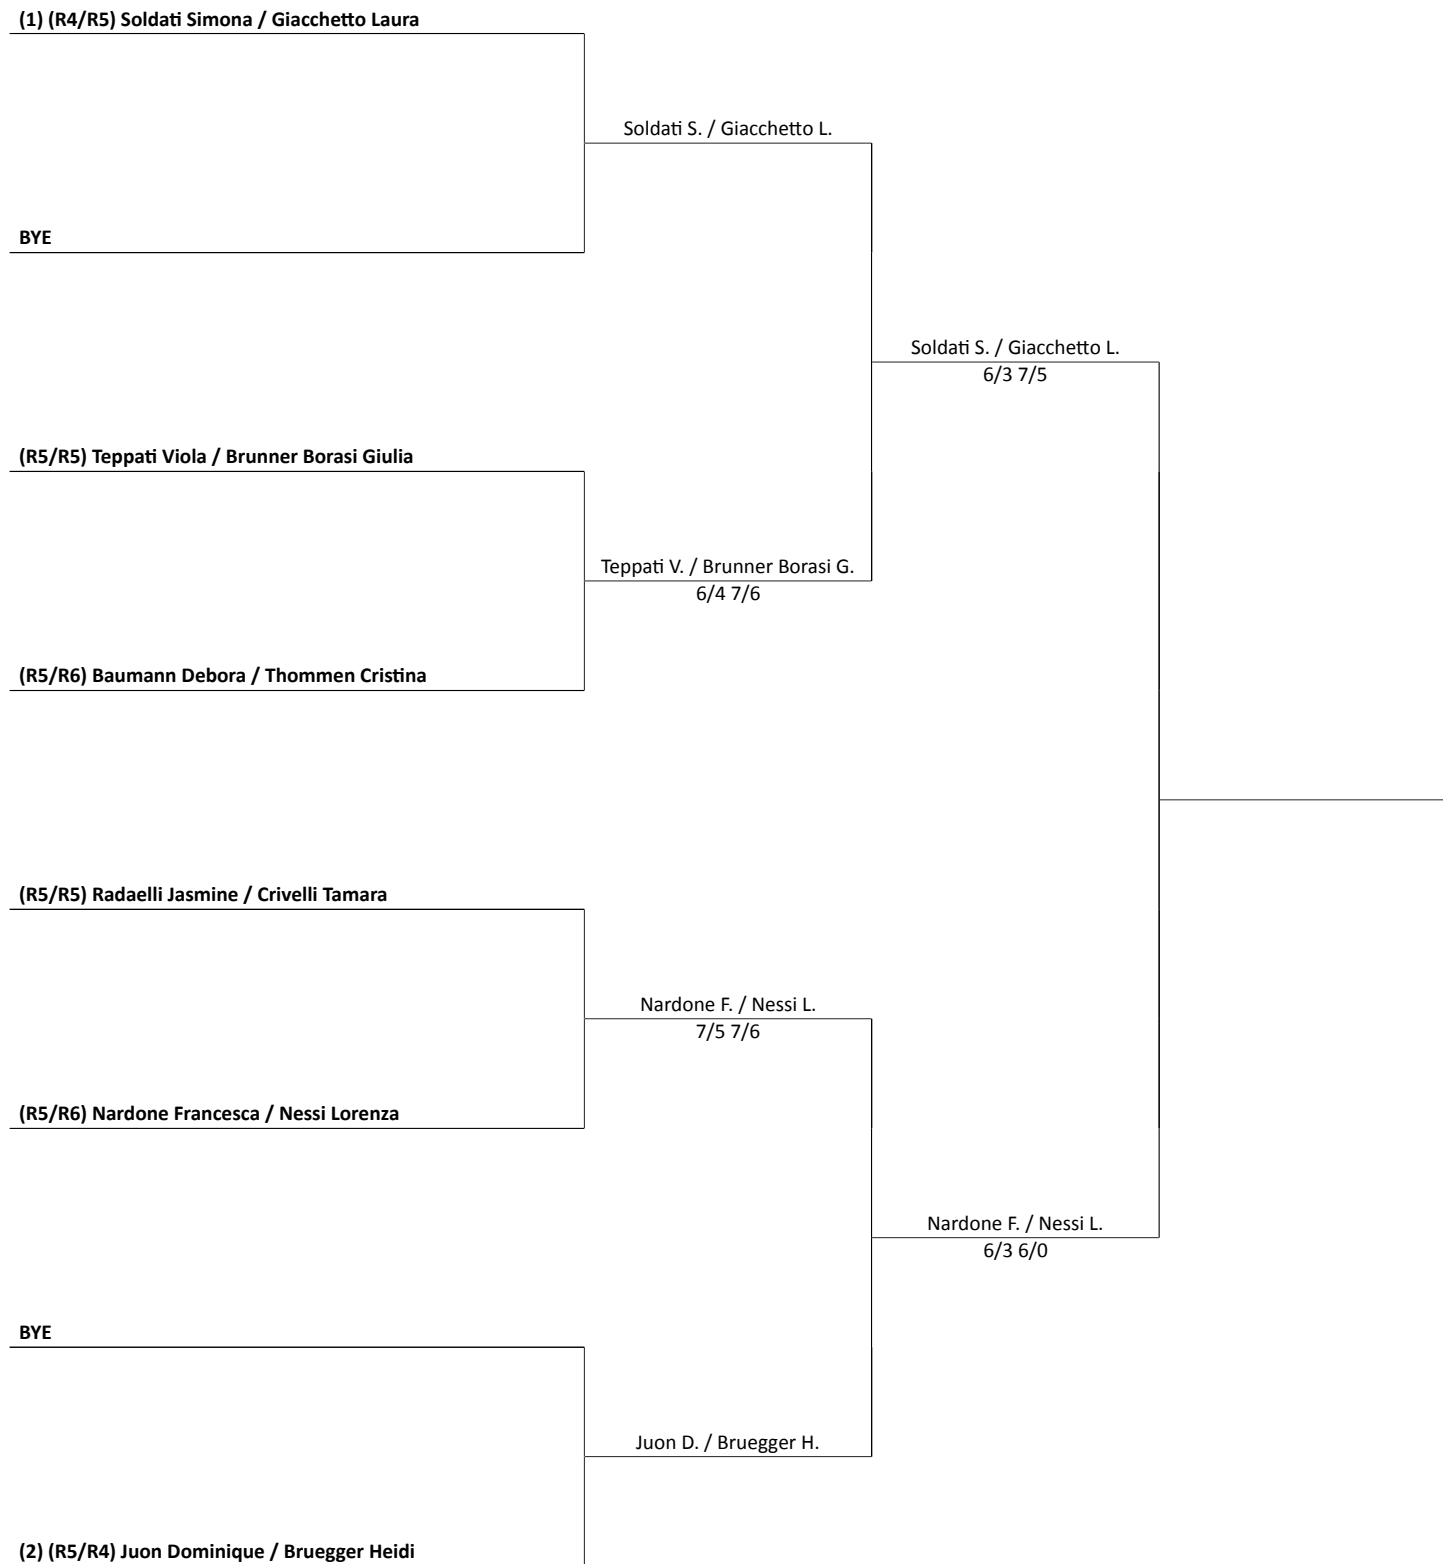 (1) (R4/R5) Soldati Simona / Giacchetto Laura
Soldati S. / Giacchetto L.
BYE
Soldati S. / Giacchetto L.
6/3 7/5
(R5/R5) Teppati Viola / Brunner Borasi Giulia
Teppati V. / Brunner Borasi G.
6/4 7/6
(R5/R6) Baumann Debora / Thommen Cristina
(R5/R5) Radaelli Jasmine / Crivelli Tamara
Nardone F. / Nessi L.
7/5 7/6
(R5/R6) Nardone Francesca / Nessi Lorenza
Nardone F. / Nessi L.
6/3 6/0
BYE
Juon D. / Bruegger H.
(2) (R5/R4) Juon Dominique / Bruegger Heidi